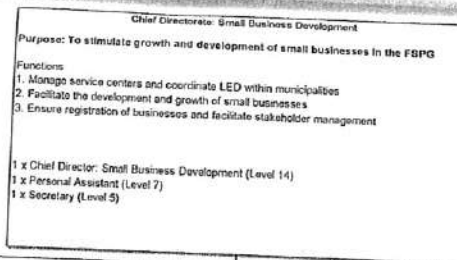 Chief Directorate: Small Business Development
Purpose: To stimulate growth and development of small businesses in the FSPG
Functions
1. Manage service centers and coordinate LED within municipalities
2. Facilitate the development and growth of small businesses
3. Ensure registration of businesses and facilitate stakeholder management
1 x Chief Director: Small Business Development (Level 14)
1 x Personal Assistant (Level 7)
1 x Secretary (Level 5)